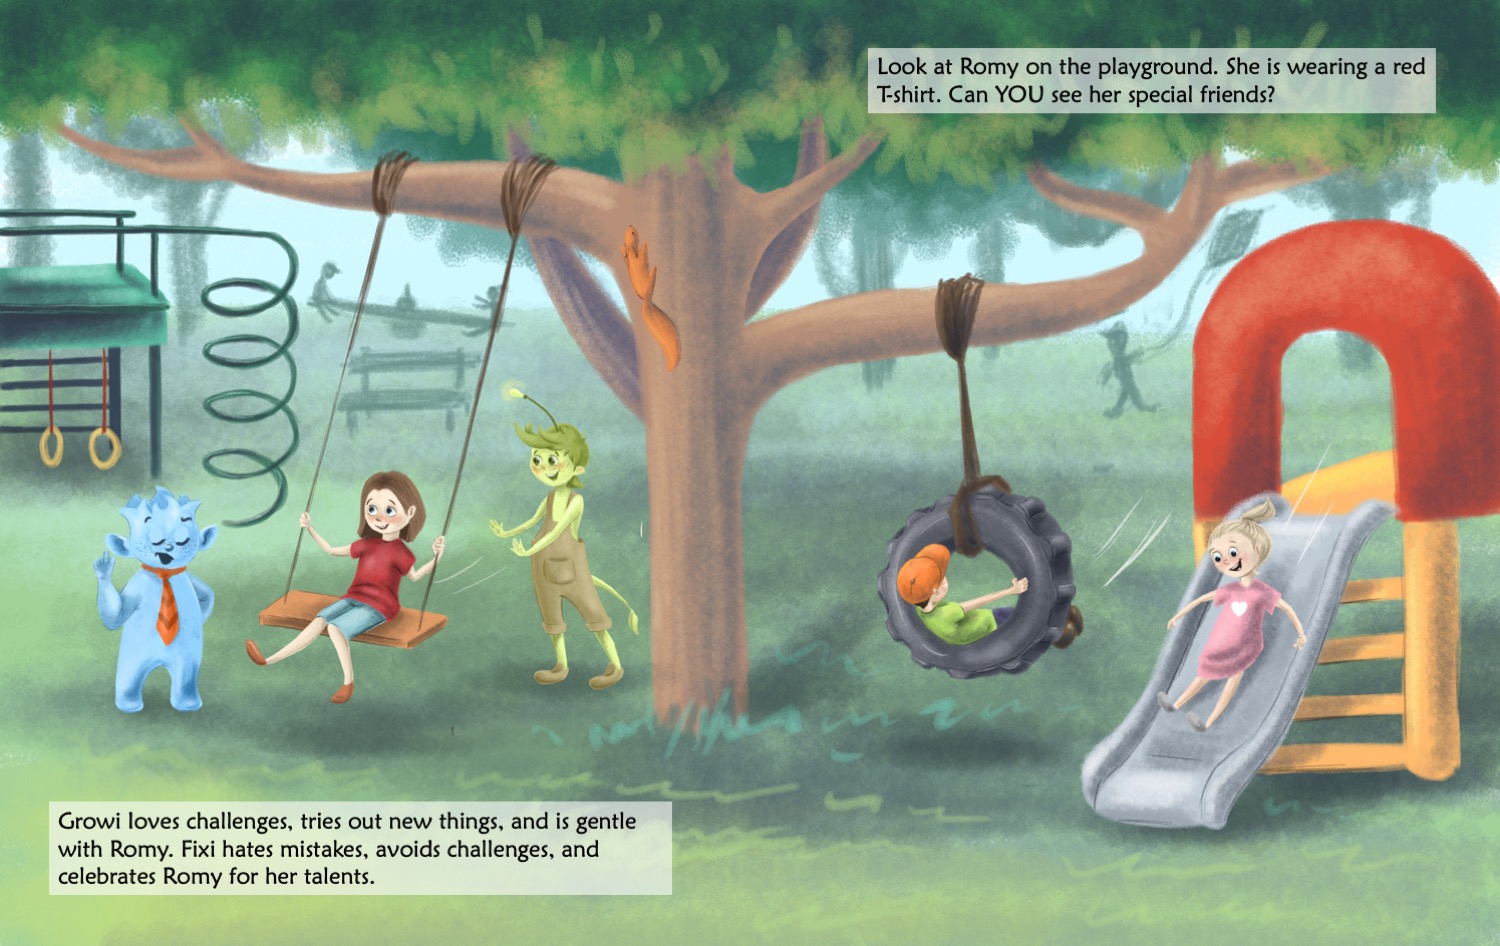 Look at Romy on the playground. She is wearing a red
T-shirt. Can YOU see her special friends?
Growi loves challenges, tries out new things, and is gentle
with Romy. Fixi hates mistakes, avoids challenges, and
celebrates Romy for her talents.